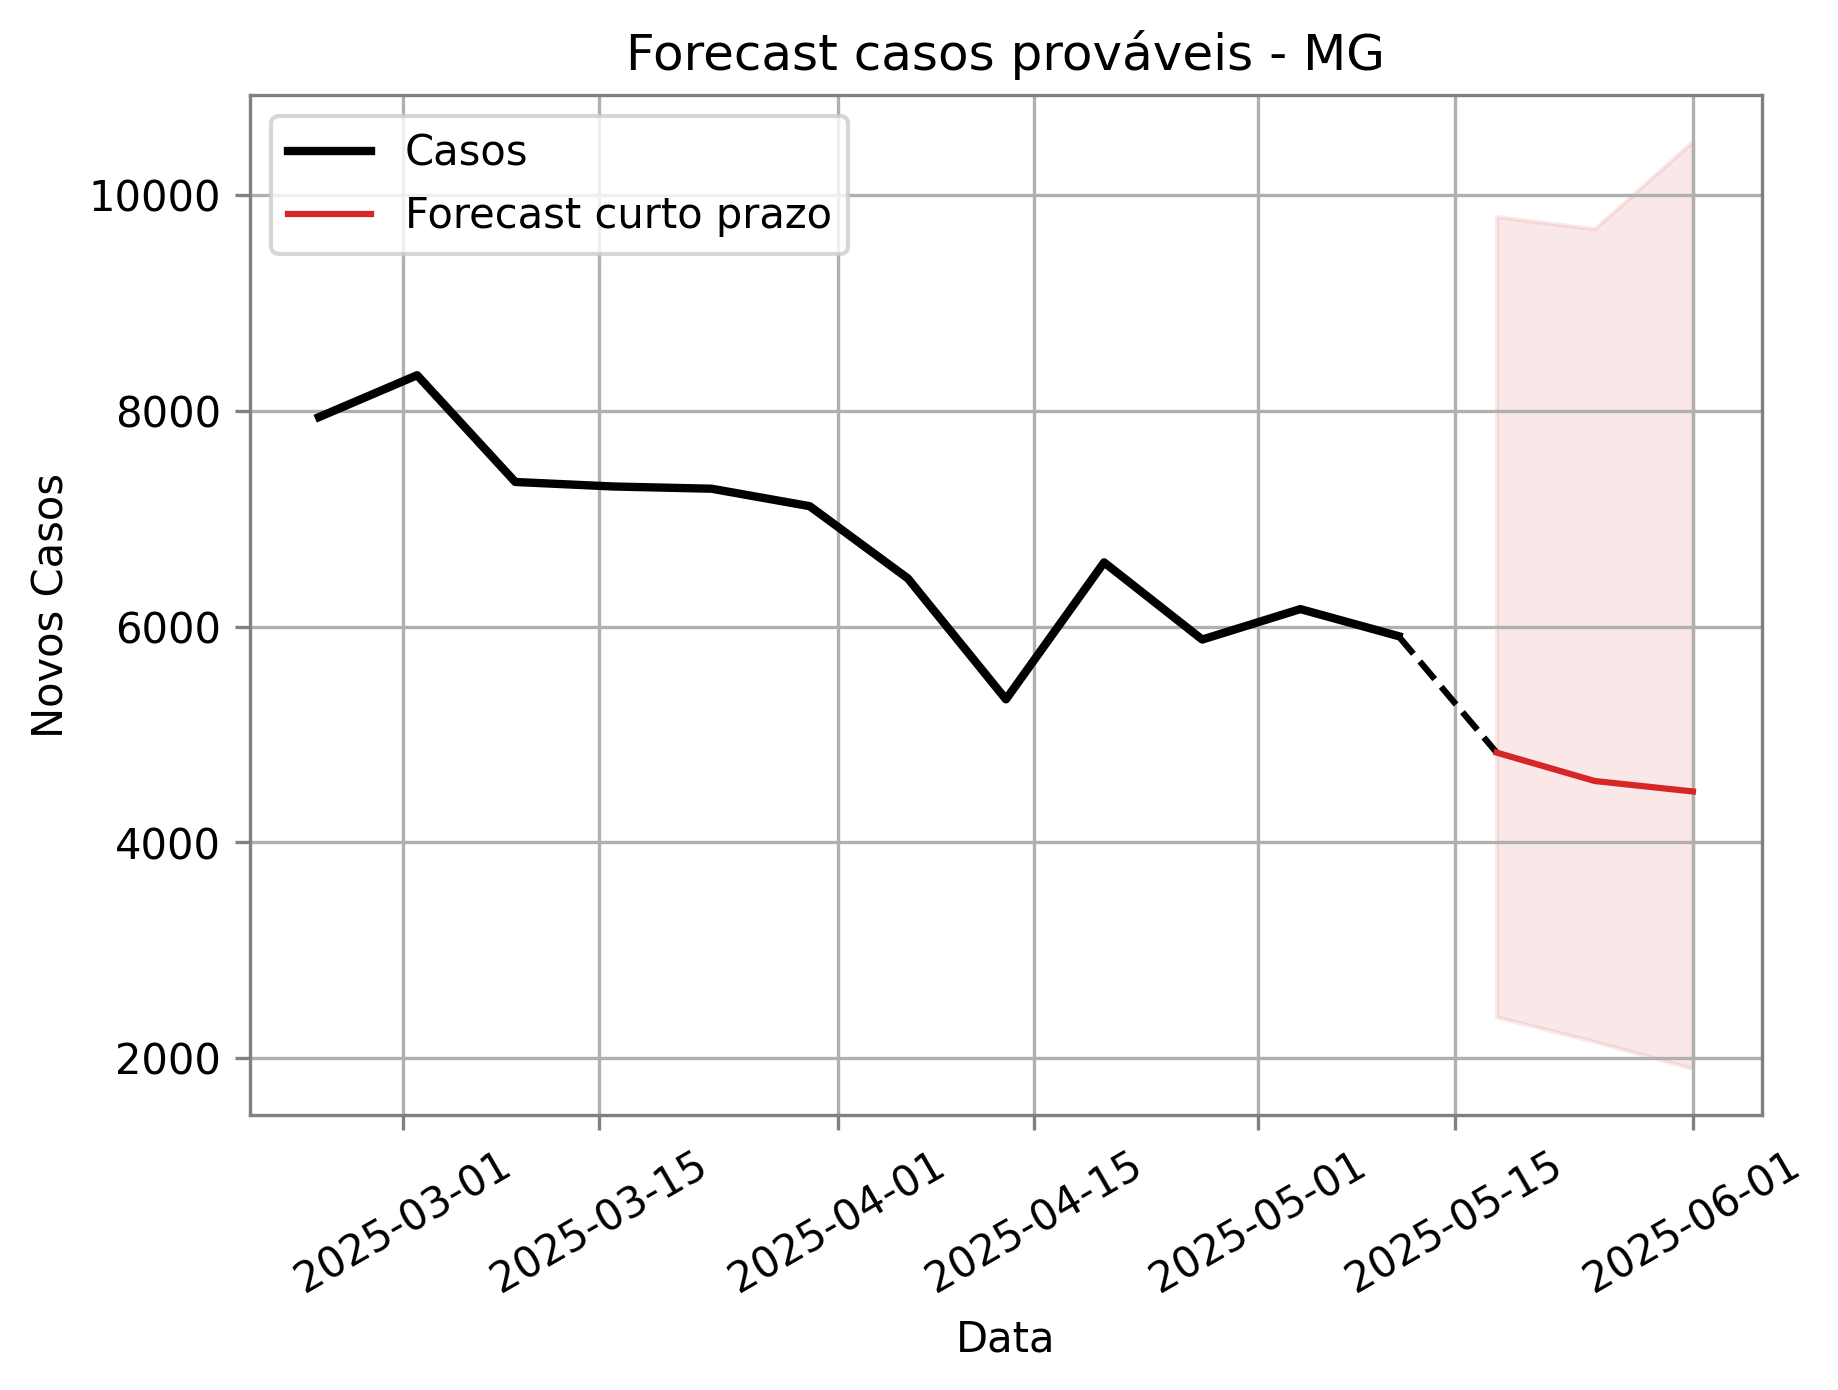 Forecast casos prováveis - MG
Casos
Forecast curto prazo
10000
8000
6000
4000
2000
Novos Casos
2025-03-01
2025-03-15
2025-04-01
2025-04-15
2025-05-01
2025-05-15
2025-06-01
Data